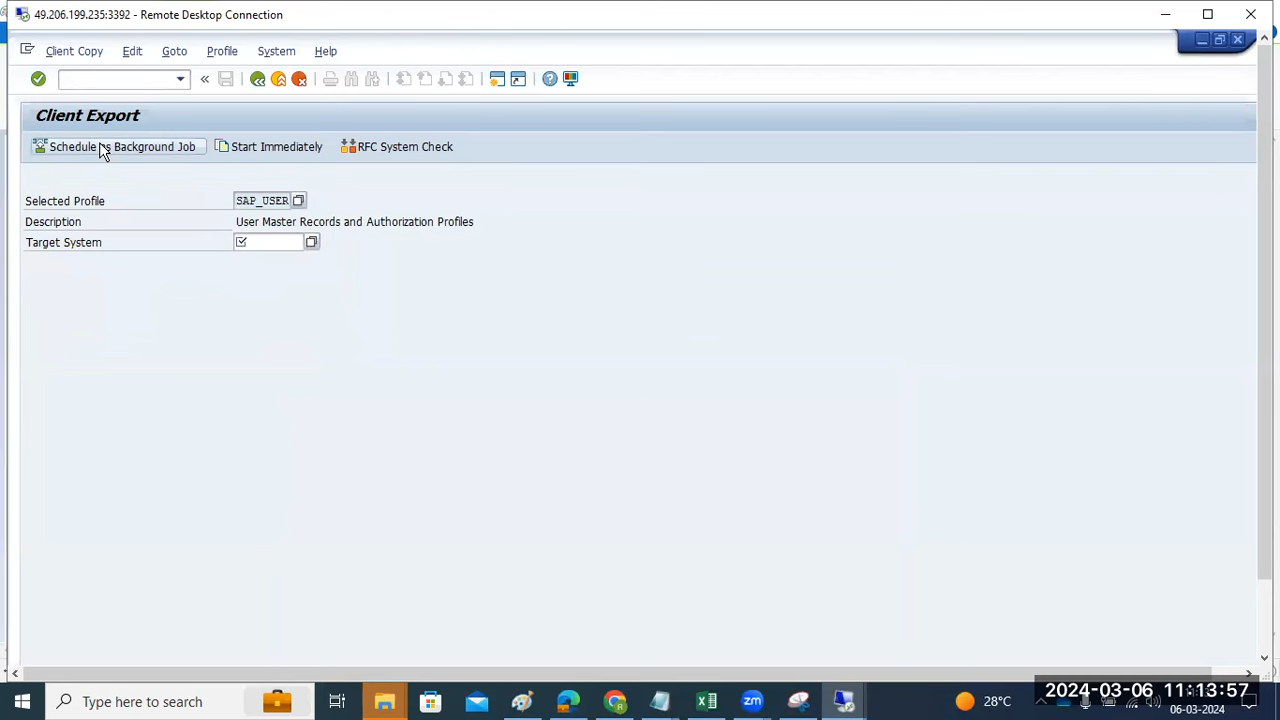 49.206.199.235:3392 - Remote Desktop Connection
Client Copy Edit Goto Profile System Help
Client Export
Schedule as Background Job Start Immediately RFC System Check
Selected Profile SAP_USER
Description User Master Records and Authorization Profiles
Target System
Type here to search
28°C
2024-03-06 11:13:57
06-03-2024